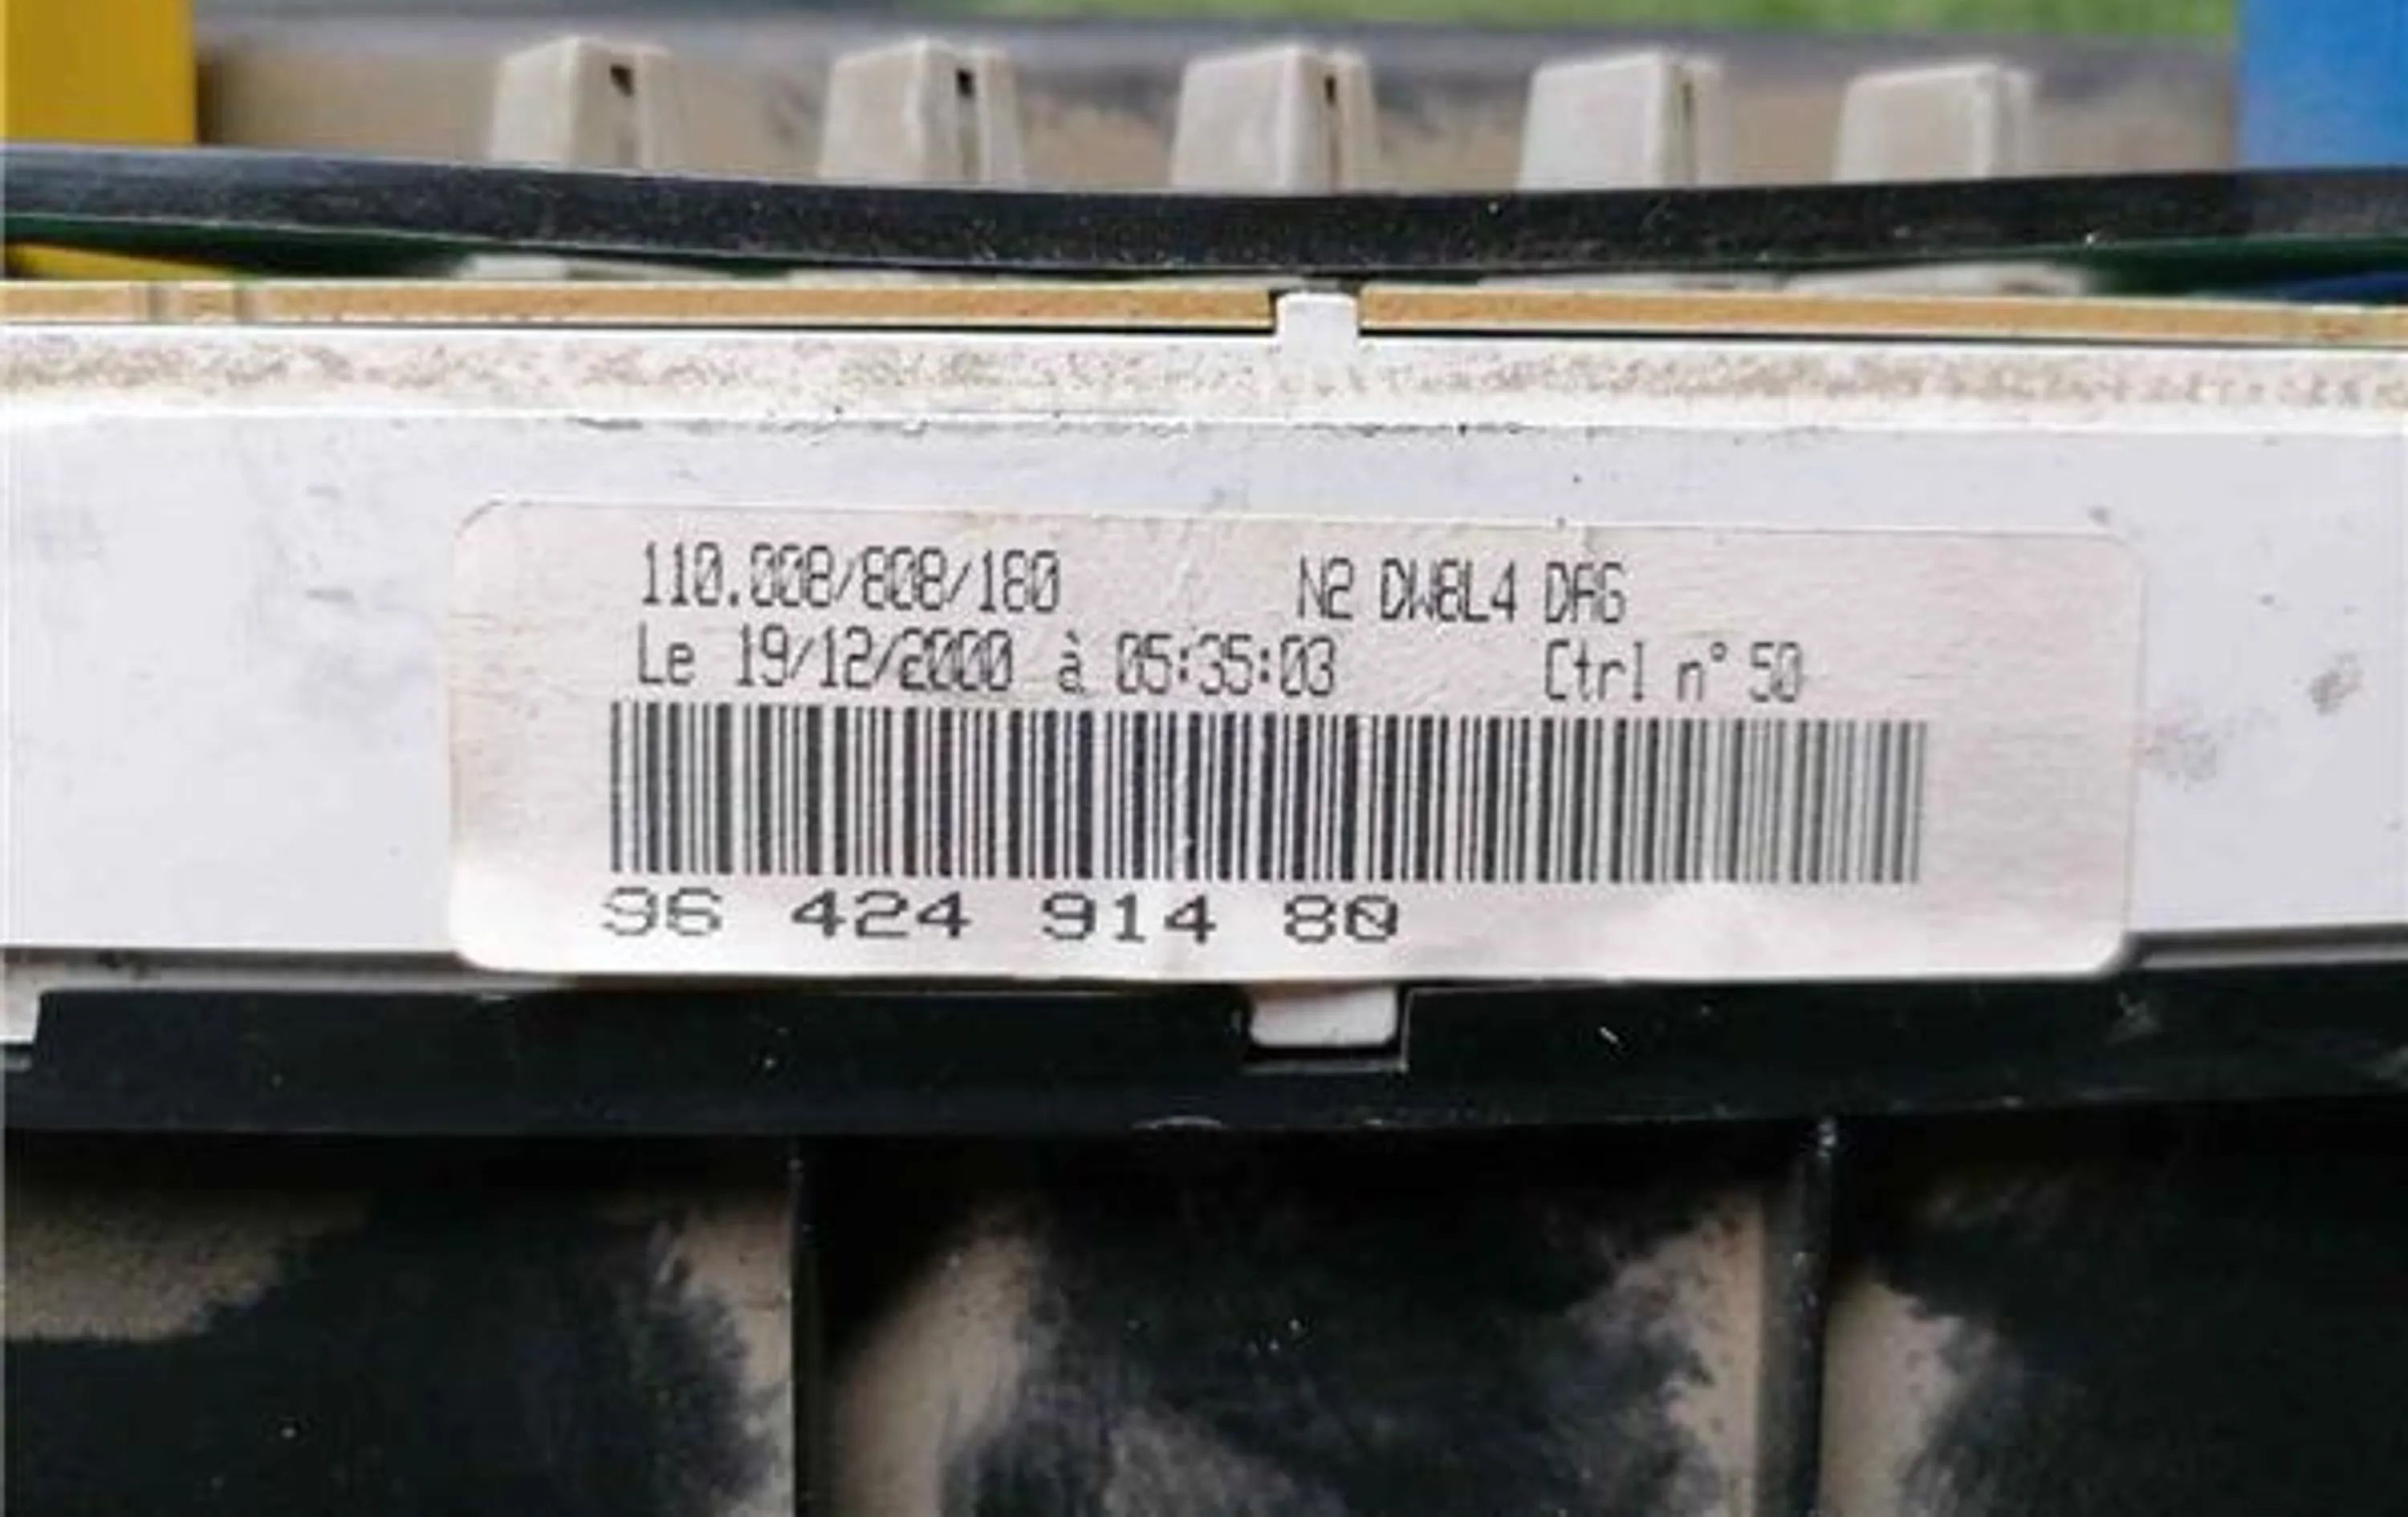 110.008/808/180 N2 DW8L4 DAG
Le 19/12/2000 à 05:35:03 Ctrl n° 50
96 424 914 80